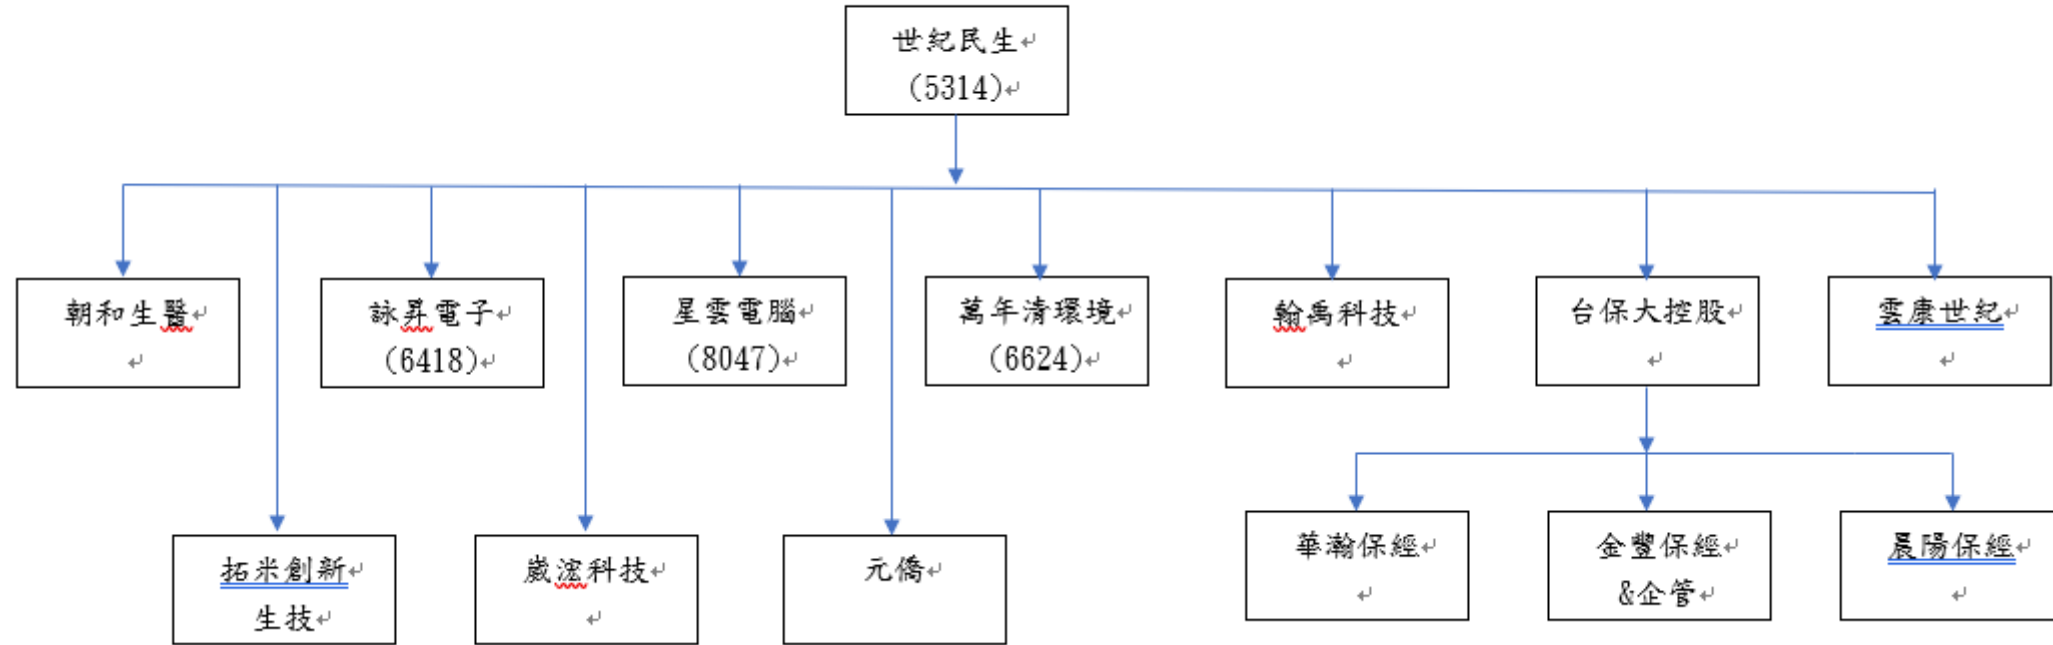 世紀民生
(5314)
朝和生醫
詠昇電子
(6418)
星雲電腦
(8047)
萬年清環境
(6624)
翰禹科技
台保大控股
雲康世紀
拓米創新
生技
崴浤科技
元僑
華瀚保經
金豐保經
&企管
晨陽保經